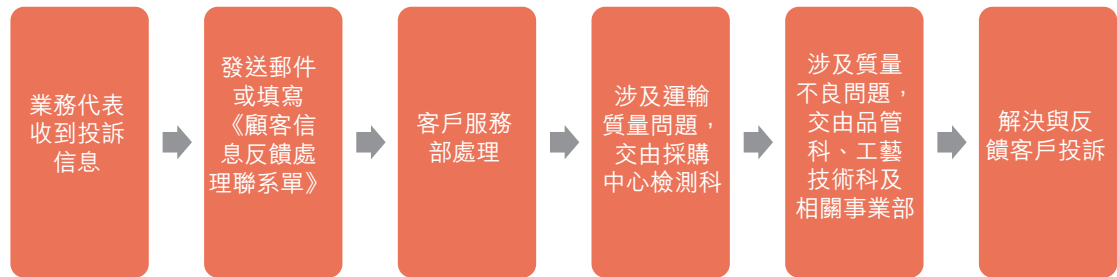 業務代表
收到投訴
信息
發送郵件
或填寫
《顧客信
息反饋處
理聯系單》
客戶服務
部處理
涉及運輸
質量問題，
交由採購
中心檢測科
涉及質量
不良問題，
交由品管
科、工藝
技術科及
相關事業部
解決與反
饋客戶投訴